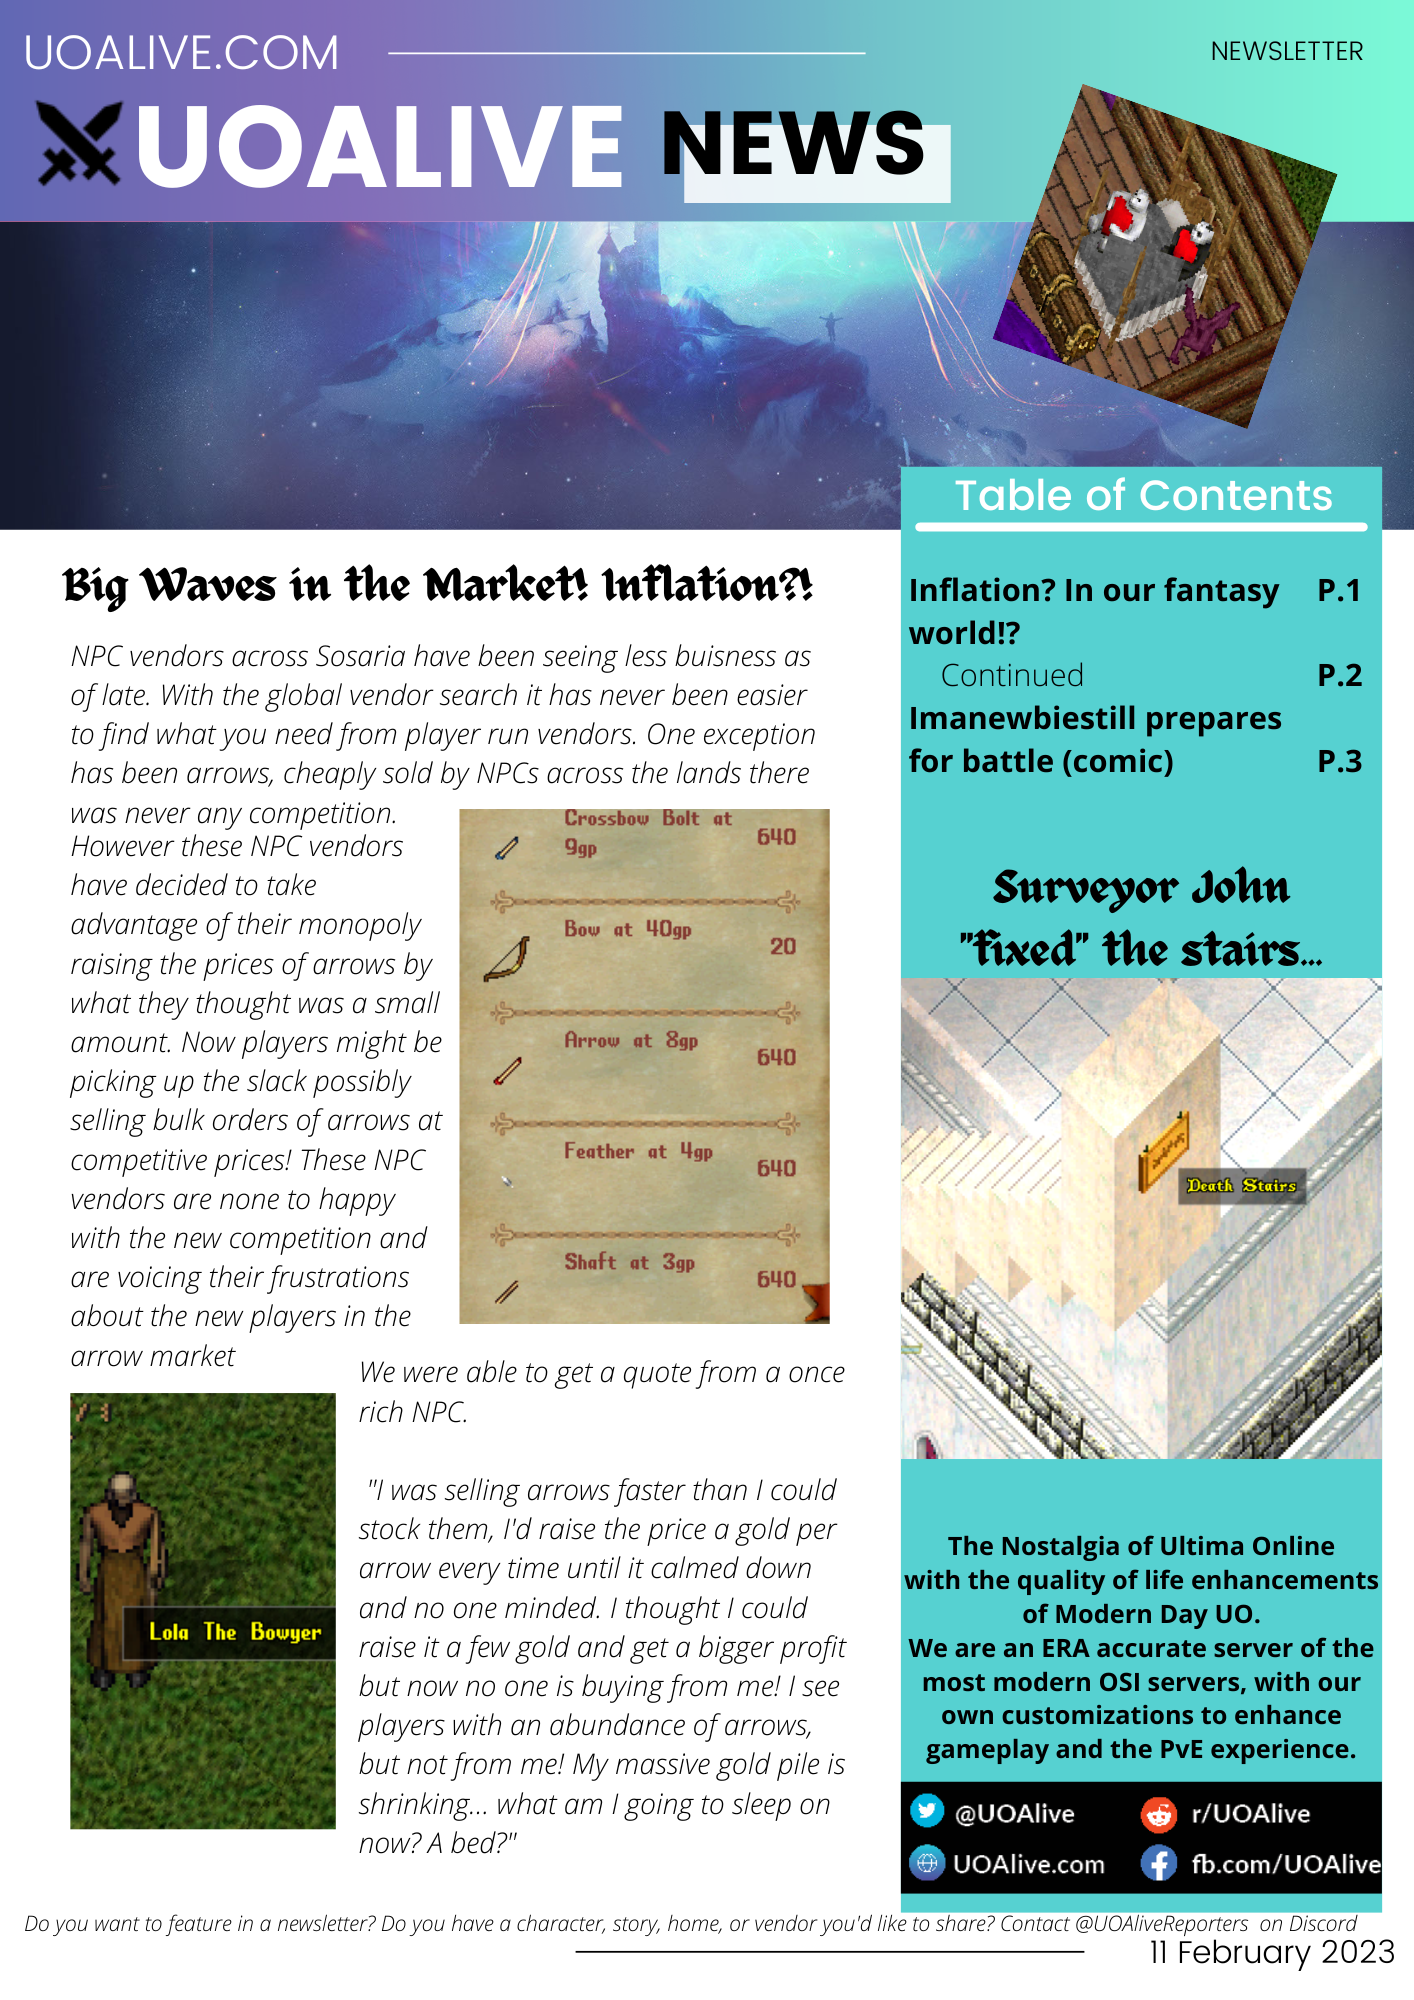 UOALIVE.COM
NEWSLETTER
UOALIVE NEWS
Table of Contents
Inflation? In our fantasy P.1
world!?
Continued P.2
Imanewbiestill prepares
for battle (comic) P.3
Big Waves in the Market! Inflation?!
NPC vendors across Sosaria have been seeing less buisness as
of late. With the global vendor search it has never been easier
to find what you need from player run vendors. One exception
has been arrows, cheaply sold by NPCs across the lands there
was never any competition.
However these NPC vendors
have decided to take
advantage of their monopoly
raising the prices of arrows by
what they thought was a small
amount. Now players might be
picking up the slack possibly
selling bulk orders of arrows at
competitive prices! These NPC
vendors are none to happy
with the new competition and
are voicing their frustrations
about the new players in the
arrow market
Crossbow Bolt at
9gp 640
Bow at 40gp
20
Arrow at 8gp
640
Feather at 4gp
640
Shaft at 3gp
640
Lola The Bowyer
We were able to get a quote from a once
rich NPC.
"I was selling arrows faster than I could
stock them, I'd raise the price a gold per
arrow every time until it calmed down
and no one minded. I thought I could
raise it a few gold and get a bigger profit
but now no one is buying from me! I see
players with an abundance of arrows,
but not from me! My massive gold pile is
shrinking... what am I going to sleep on
now? A bed?"
Surveyor John
"fixed" the stairs...
Death Stairs
The Nostalgia of Ultima Online
with the quality of life enhancements
of Modern Day UO.
We are an ERA accurate server of the
most modern OSI servers, with our
own customizations to enhance
gameplay and the PvE experience.
@UOAlive r/UOAlive
UOAlive.com fb.com/UOAlive
Do you want to feature in a newsletter? Do you have a character, story, home, or vendor you'd like to share? Contact @UOAliveReporters on Discord
11 February 2023